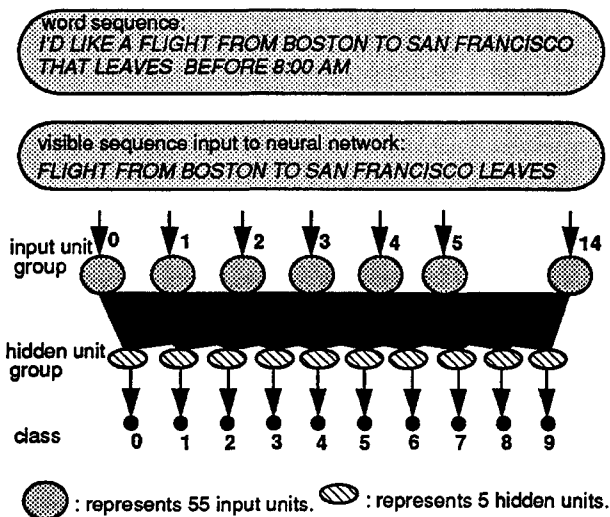 word sequence:
I'D LIKE A FLIGHT FROM BOSTON TO SAN FRANCISCO
THAT LEAVES BEFORE 8:00 AM
visible sequence input to neural network:
FLIGHT FROM BOSTON TO SAN FRANCISCO LEAVES
input unit group 0 1 2 3 4 5 14
hidden unit group
class 0 1 2 3 4 5 6 7 8 9
: represents 55 input units. : represents 5 hidden units.